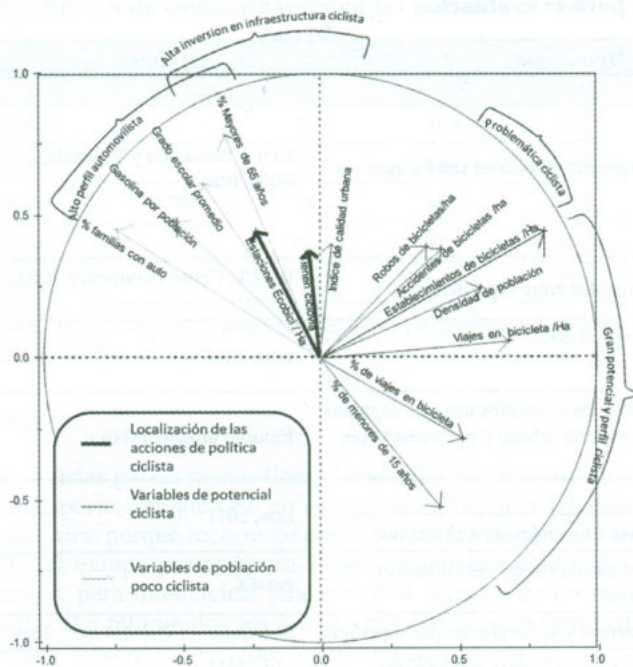 Alta inversion en infraestructura ciclista
Alto perfil automovilista
Problemática ciclista
Gran potencial y perfil ciclista
1.0
0.5
0.0
-0.5
-1.0
% Mayores de 65 años
Grado escolar promedio
Gasolina por población
% familias con auto
Estaciones Ecobici / Ha
Tienen ciclovía
Indice de calidad urbana
Robos de bicicletas/ha
Accidentes de bicicletas /ha
Establecimientos de bicicletas /Ha
Densidad de población
Viajes en bicicleta /Ha
% de viajes en bicicleta
% de menores de 15 años
Localización de las
acciones de política
ciclista
Variables de potencial
ciclista
Variables de población
poco ciclista
-1.0
-0.5
0.0
0.5
1.0